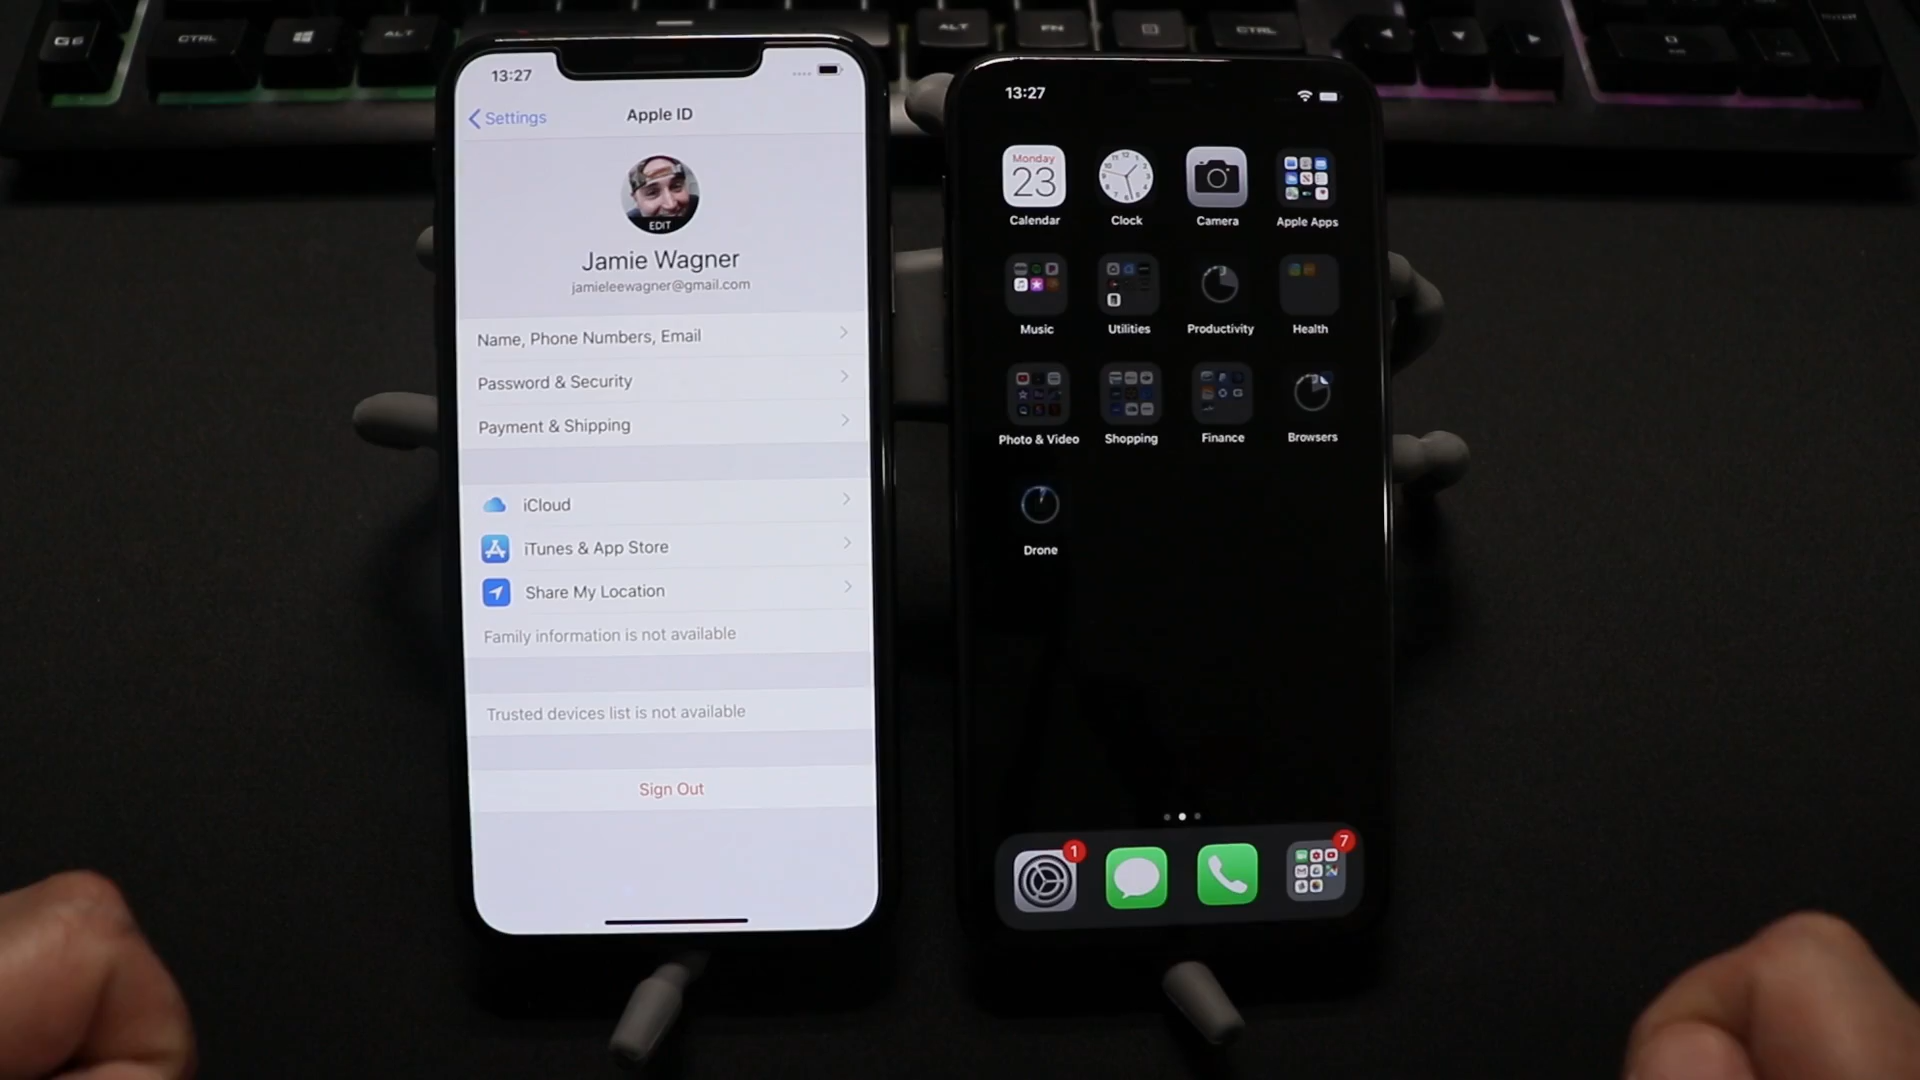 G6
CTRL
ALT
ALT
FN
CTRL
13:27
Settings
Apple ID
EDIT
Jamie Wagner
jamieleewagner@gmail.com
Name, Phone Numbers, Email
Password & Security
Payment & Shipping
iCloud
iTunes & App Store
Share My Location
Family information is not available
Trusted devices list is not available
Sign Out
13:27
Monday
23
Calendar
Clock
Camera
Apple Apps
Music
Utilities
Productivity
Health
Photo & Video
Shopping
Finance
Browsers
Drone
1
7